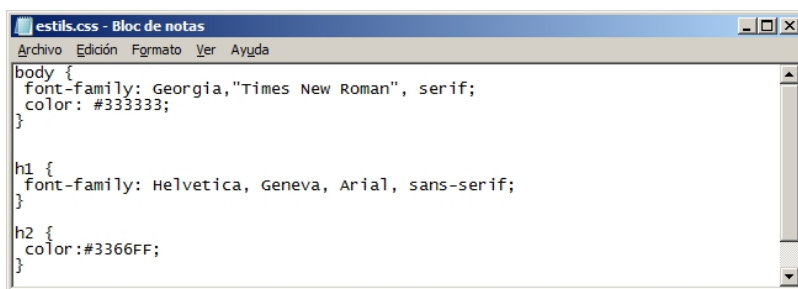 estils.css - Bloc de notas
Archivo Edición Formato Ver Ayuda
body {
 font-family: Georgia,"Times New Roman", serif;
 color: #333333;
}
h1 {
 font-family: Helvetica, Geneva, Arial, sans-serif;
}
h2 {
 color:#3366FF;
}